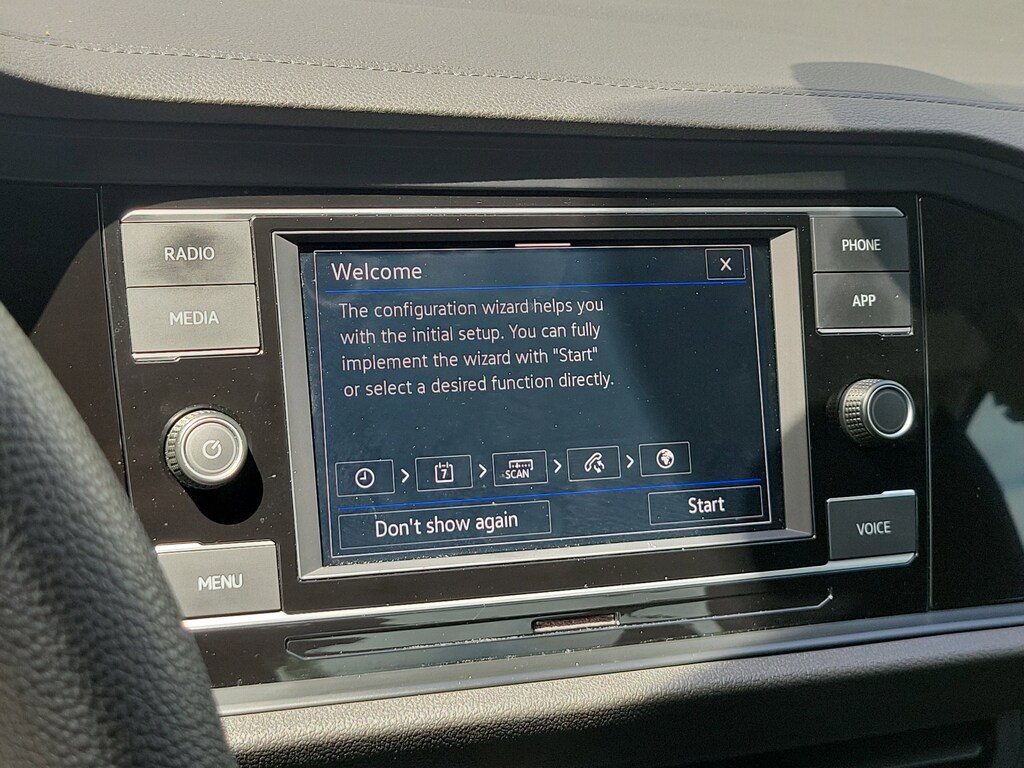 RADIO
MEDIA
MENU
Welcome
X
The configuration wizard helps you
with the initial setup. You can fully
implement the wizard with "Start"
or select a desired function directly.
7
SCAN
Don't show again
Start
PHONE
APP
VOICE